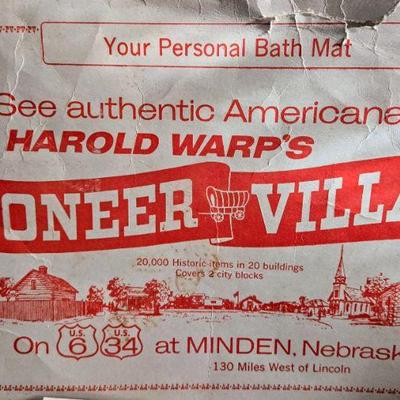 Your Personal Bath Mat
See authentic Americana
HAROLD WARP'S
ONEER VILLA
20,000 Historic items in 20 buildings
Covers 2 city blocks
On U.S. 6 U.S. 34 at MINDEN, Nebrask
130 Miles West of Lincoln